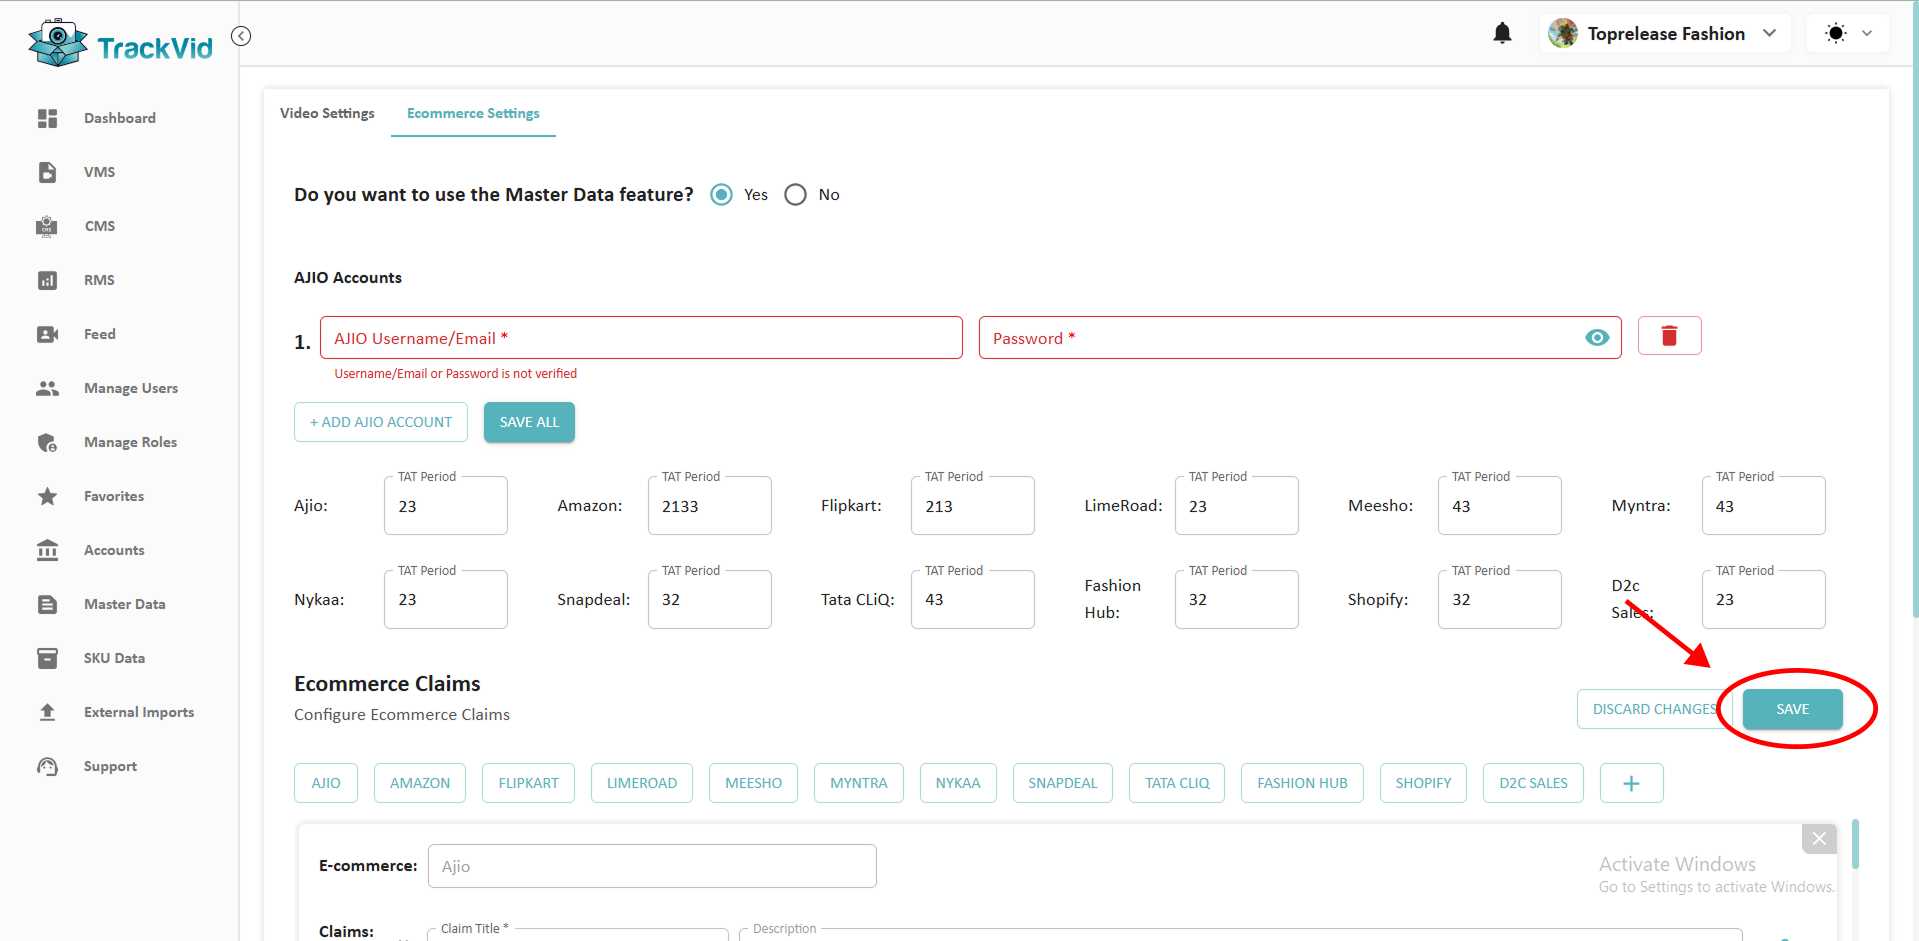 TrackVid
Toprelease Fashion
Dashboard
VMS
CMS
RMS
Feed
Manage Users
Manage Roles
Favorites
Accounts
Master Data
SKU Data
External Imports
Support
Video Settings
Ecommerce Settings
Do you want to use the Master Data feature? Yes No
AJIO Accounts
1. AJIO Username/Email * Password *
Username/Email or Password is not verified
+ ADD AJIO ACCOUNT SAVE ALL
TAT Period TAT Period TAT Period TAT Period TAT Period TAT Period
Ajio: 23 Amazon: 2133 Flipkart: 213 LimeRoad: 23 Meesho: 43 Myntra: 43
TAT Period TAT Period TAT Period TAT Period TAT Period TAT Period
Nykaa: 23 Snapdeal: 32 Tata CLiQ: 43 Fashion Hub: 32 Shopify: 32 D2c Sales: 23
Ecommerce Claims
Configure Ecommerce Claims
DISCARD CHANGES SAVE
AJIO AMAZON FLIPKART LIMEROAD MEESHO MYNTRA NYKAA SNAPDEAL TATA CLIQ FASHION HUB SHOPIFY D2C SALES +
E-commerce: Ajio
Activate Windows
Go to Settings to activate Windows.
Claims: Claim Title * Description